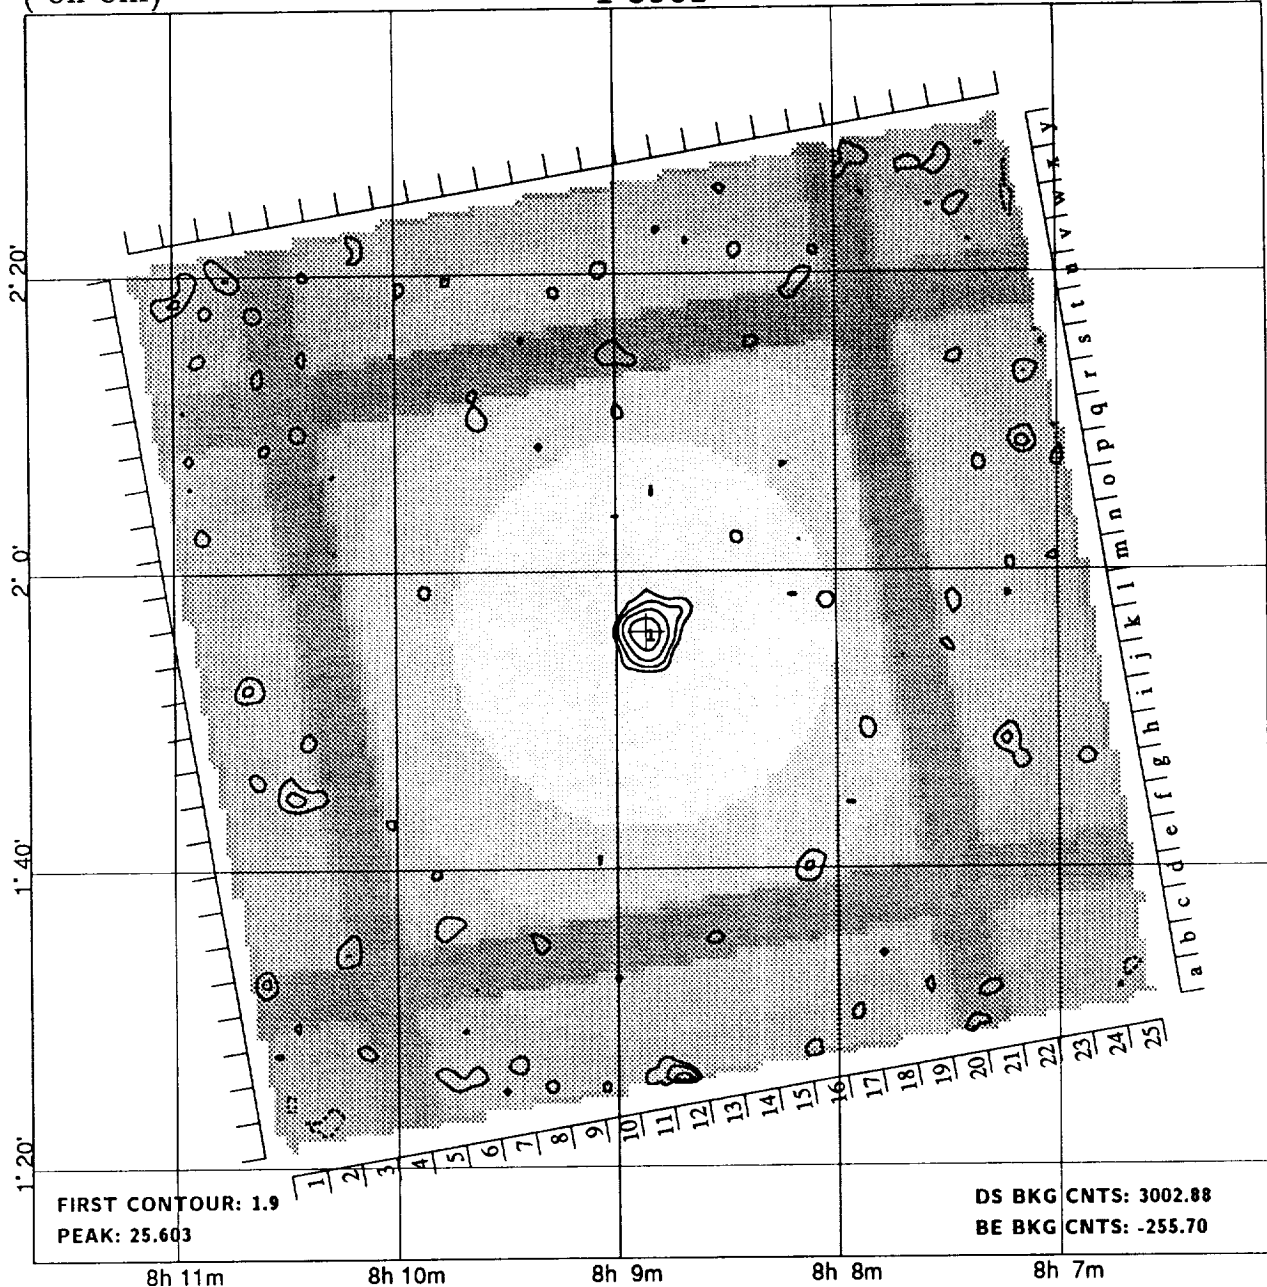 2° 20'
2° 0'
1° 40'
1° 20'
1
a b c d e f g h i j k l m n o p q r s t u v w x y
1 2 3 4 5 6 7 8 9 10 11 12 13 14 15 16 17 18 19 20 21 22 23 24 25
FIRST CONTOUR: 1.9
PEAK: 25.603
DS BKG CNTS: 3002.88
BE BKG CNTS: -255.70
8h 11m
8h 10m
8h 9m
8h 8m
8h 7m